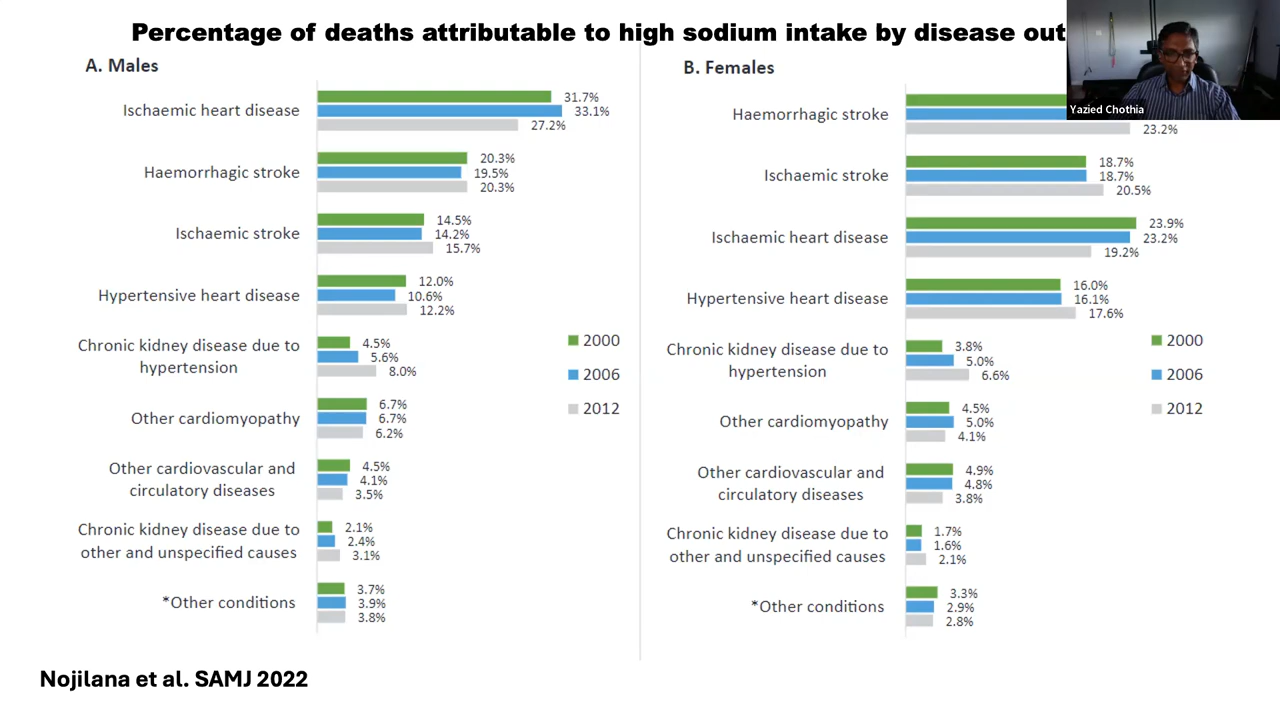 Percentage of deaths attributable to high sodium intake by disease
Yazied Chothia
A. Males
Ischaemic heart disease
31.7%
33.1%
27.2%
Haemorrhagic stroke
20.3%
19.5%
20.3%
Ischaemic stroke
14.5%
14.2%
15.7%
Hypertensive heart disease
12.0%
10.6%
12.2%
Chronic kidney disease due to
hypertension
4.5%
5.6%
8.0%
Other cardiomyopathy
6.7%
6.7%
6.2%
Other cardiovascular and
circulatory diseases
4.5%
4.1%
3.5%
Chronic kidney disease due to
other and unspecified causes
2.1%
2.4%
3.1%
*Other conditions
3.7%
3.9%
3.8%
2000
2006
2012
B. Females
Haemorrhagic stroke
23.2%
Ischaemic stroke
18.7%
18.7%
20.5%
Ischaemic heart disease
23.9%
23.2%
19.2%
Hypertensive heart disease
16.0%
16.1%
17.6%
Chronic kidney disease due to
hypertension
3.8%
5.0%
6.6%
Other cardiomyopathy
4.5%
5.0%
4.1%
Other cardiovascular and
circulatory diseases
4.9%
4.8%
3.8%
Chronic kidney disease due to
other and unspecified causes
1.7%
1.6%
2.1%
*Other conditions
3.3%
2.9%
2.8%
2000
2006
2012
Nojilana et al. SAMJ 2022